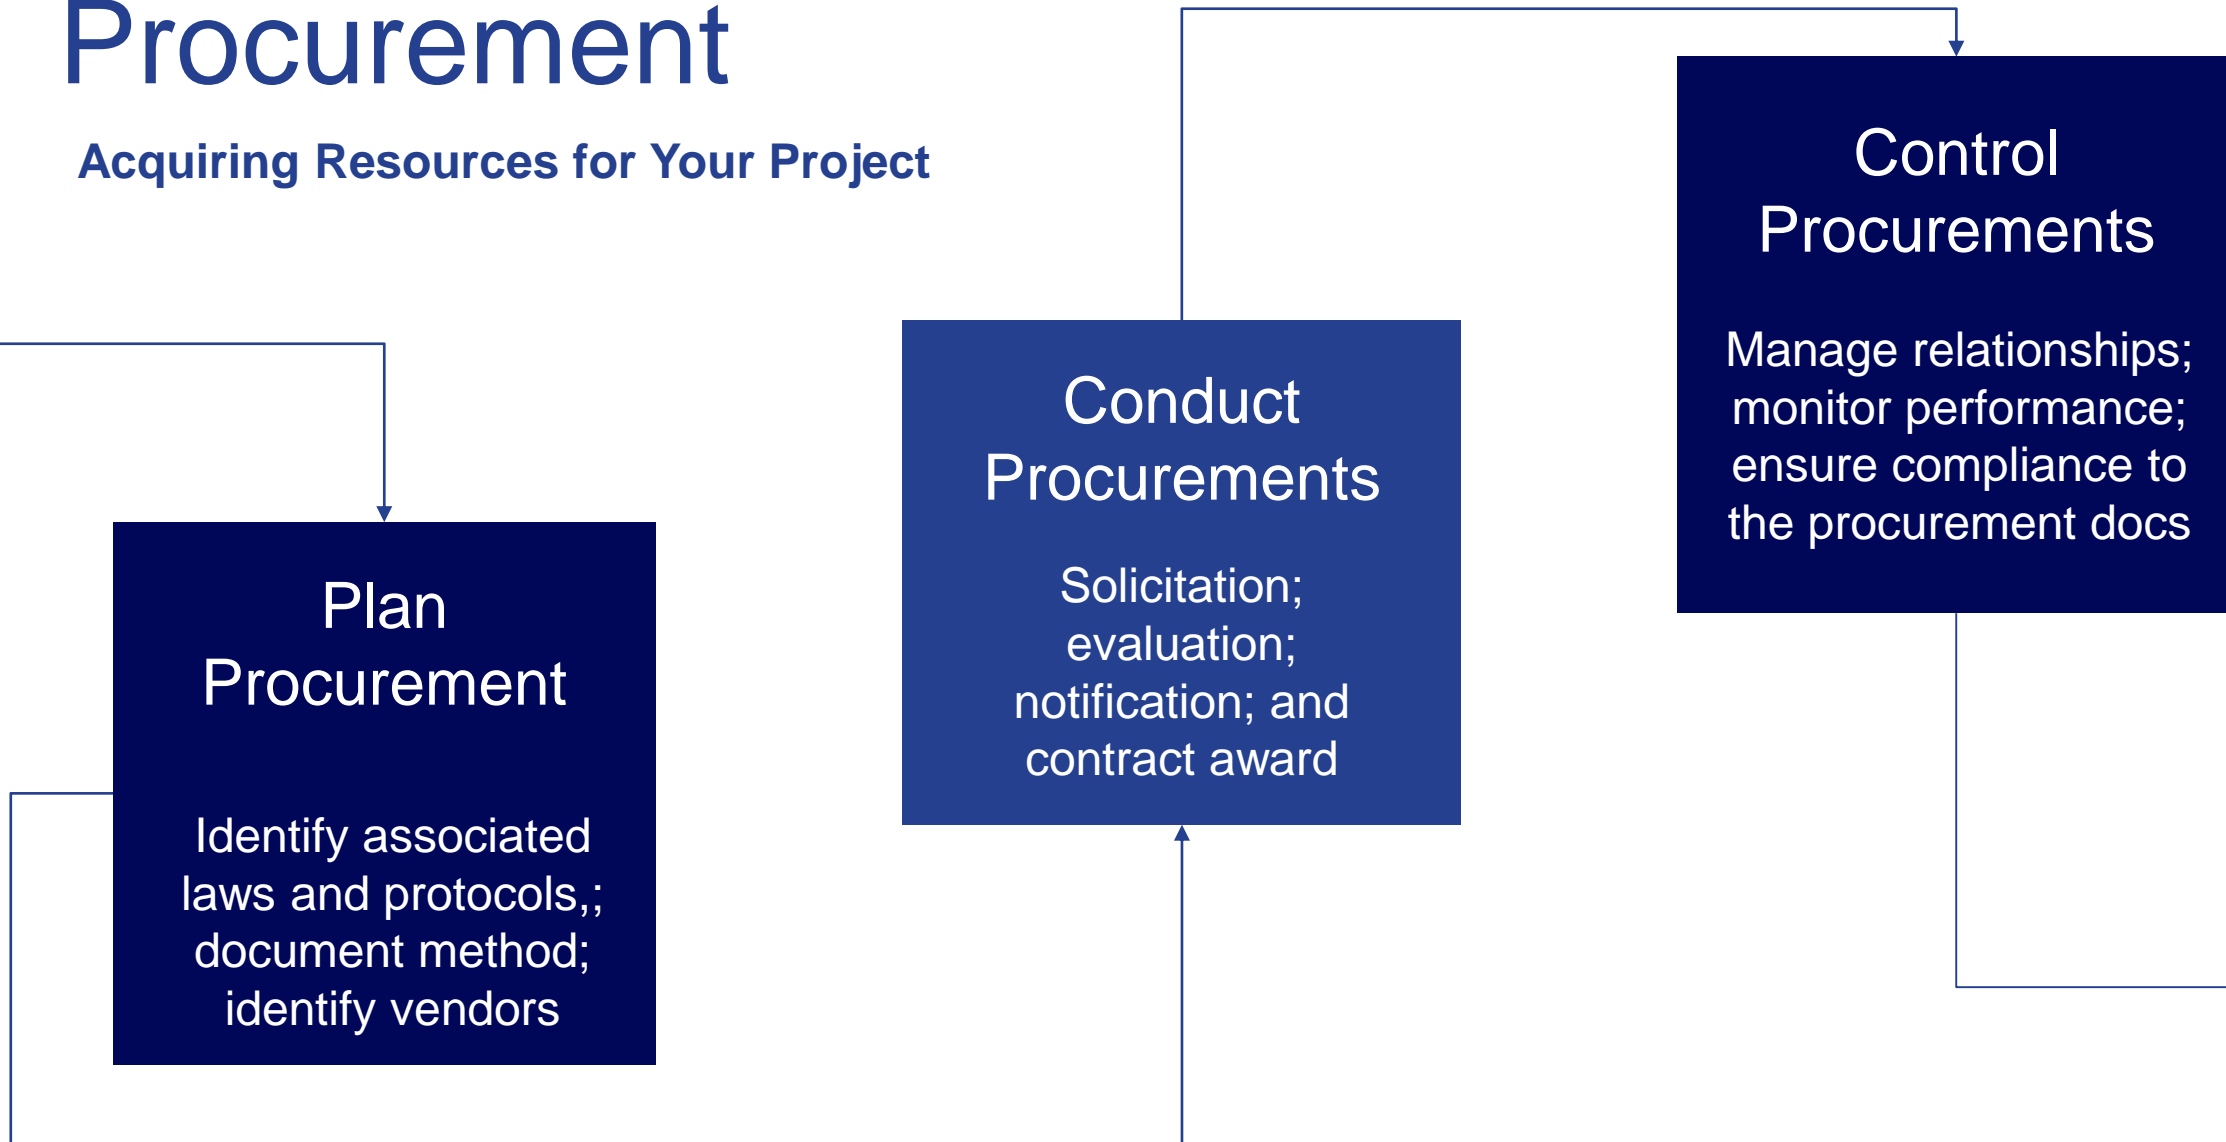 Procurement
Acquiring Resources for Your Project
Plan
Procurement
Identify associated
laws and protocols,;
document method;
identify vendors
Conduct
Procurements
Solicitation;
evaluation;
notification; and
contract award
Control
Procurements
Manage relationships;
monitor performance;
ensure compliance to
the procurement docs